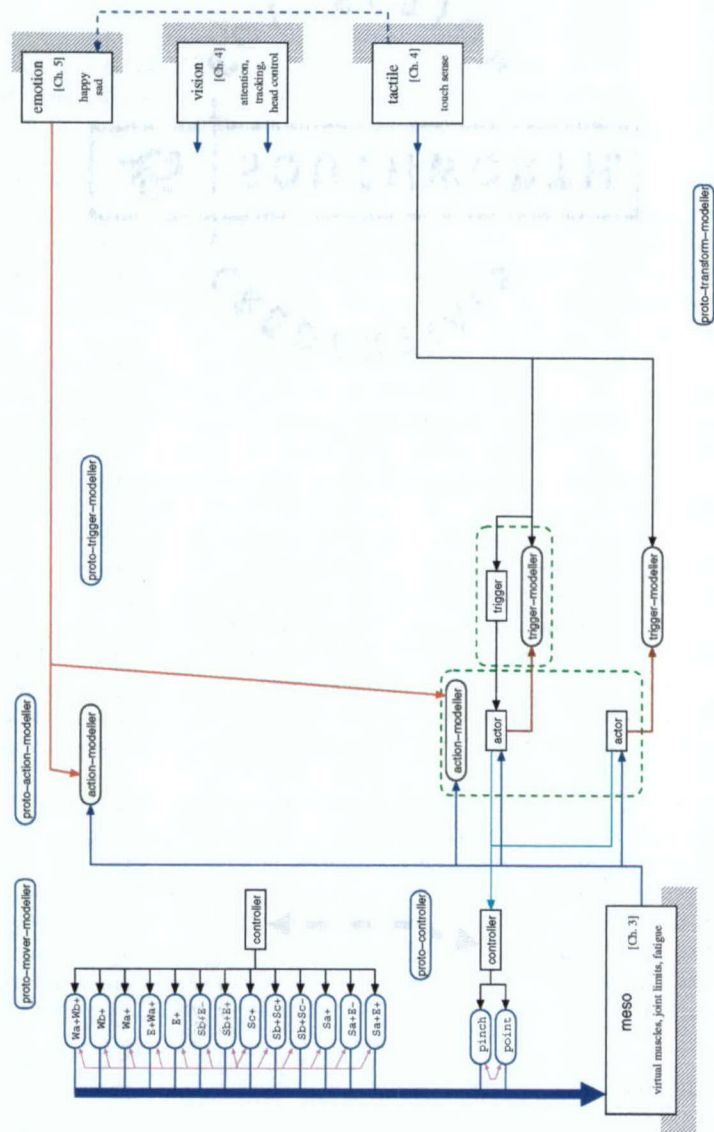 proto-mover-modeller
proto-action-modeller
emotion
[Ch. 5]
happy
sad
Wa+Wb+
Wb+
Wa+
E+Wa+
E+
Sb+E-
Sb+E+
Sc+
Sb+Sc+
Sb+Sc-
Sa+
Sa+E-
Sa+E+
controller
action-modeller
proto-trigger-modeller
vision
[Ch. 4]
attention,
tracking,
head control
proto-controller
pinch
point
controller
action-modeller
actor
trigger
trigger-modeller
tactile
[Ch. 4]
touch sense
meso
[Ch. 3]
virtual muscles, joint limits, fatigue
actor
trigger-modeller
proto-transform-modeller